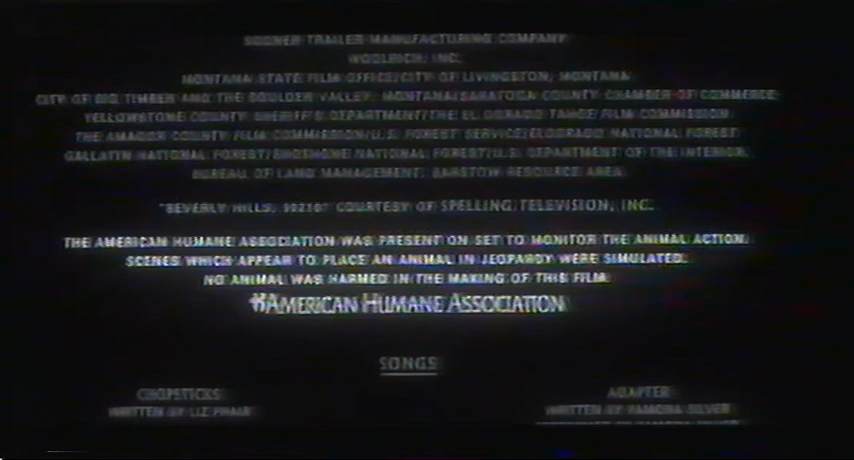 SOONER TRAILER MANUFACTURING COMPANY
WOOLRICH, INC.
MONTANA STATE FILM OFFICE/CITY OF LIVINGSTON, MONTANA
CITY OF BIG TIMBER AND THE BOULDER VALLEY, MONTANA/SARATOGA COUNTY CHAMBER OF COMMERCE
YELLOWSTONE COUNTY SHERIFF'S DEPARTMENT/THE EL DORADO TAHOE FILM COMMISSION
THE AMADOR COUNTY FILM COMMISSION/U.S. FOREST SERVICE/ELDORADO NATIONAL FOREST
GALLATIN NATIONAL FOREST/SHOSHONE NATIONAL FOREST/U.S. DEPARTMENT OF THE INTERIOR,
BUREAU OF LAND MANAGEMENT, BARSTOW RESOURCE AREA
"BEVERLY HILLS, 90210" COURTESY OF SPELLING TELEVISION, INC.
THE AMERICAN HUMANE ASSOCIATION WAS PRESENT ON SET TO MONITOR THE ANIMAL ACTION.
SCENES WHICH APPEAR TO PLACE AN ANIMAL IN JEOPARDY WERE SIMULATED.
NO ANIMAL WAS HARMED IN THE MAKING OF THIS FILM.
AMERICAN HUMANE ASSOCIATION
SONGS
CHOPSTICKS
WRITTEN BY LIZ PHAIR
ADAPTER
WRITTEN BY RAMONA SILVER